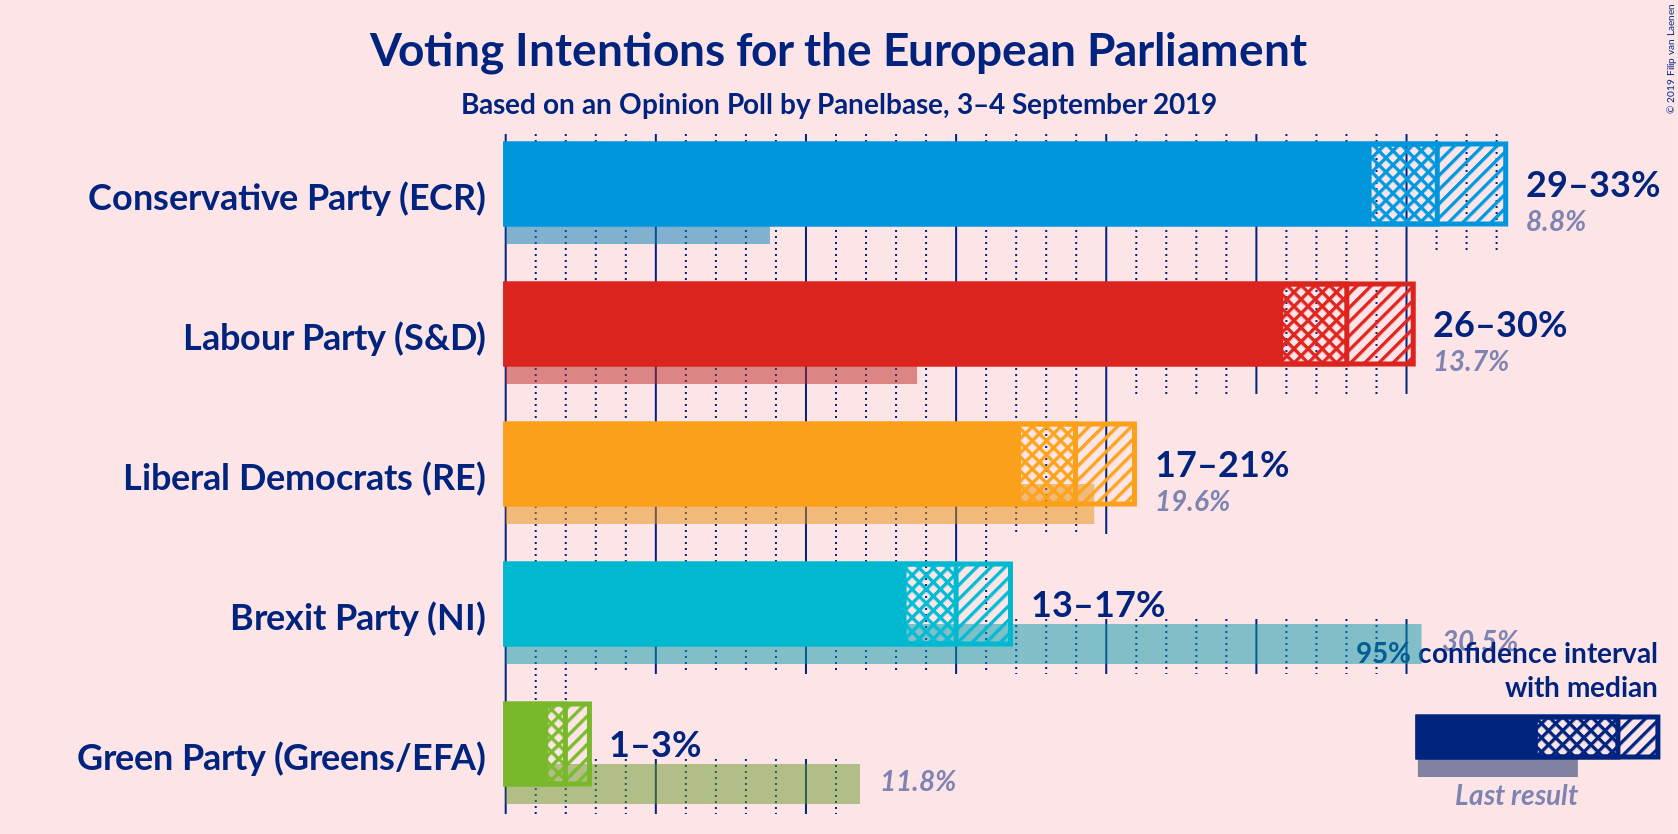 Voting Intentions for the European Parliament
Based on an Opinion Poll by Panelbase, 3–4 September 2019
© 2019 Filip van Laenen
Conservative Party (ECR)
29–33%
8.8%
Labour Party (S&D)
26–30%
13.7%
Liberal Democrats (RE)
17–21%
19.6%
Brexit Party (NI)
13–17%
30.5%
Green Party (Greens/EFA)
1–3%
11.8%
95% confidence interval
with median
Last result